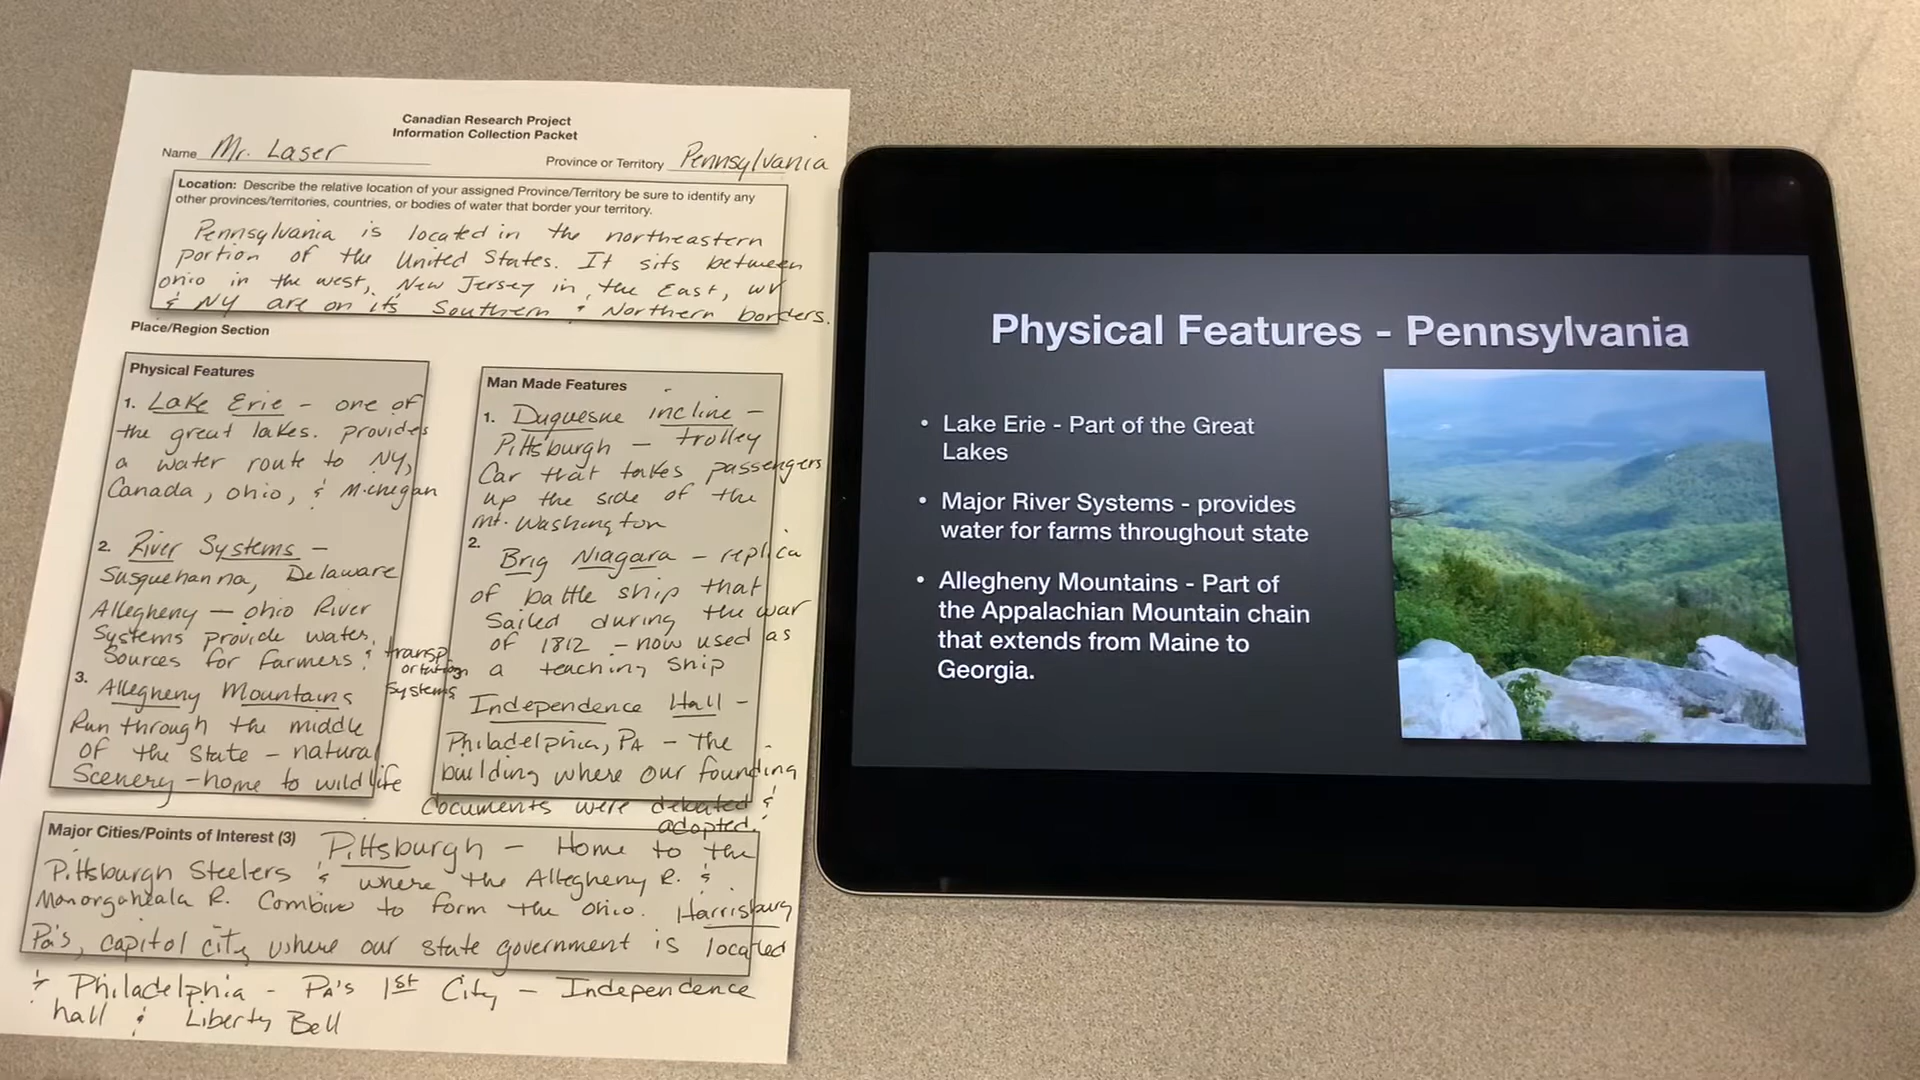 Canadian Research Project
Information Collection Packet
Name Mr. Laser
Province or Territory Pennsylvania
Location: Describe the relative location of your assigned Province/Territory be sure to identify any
other provinces/territories, countries, or bodies of water that border your territory.
Pennsylvania is located in the northeastern
portion of the United States. It sits between
Ohio in the west, New Jersey in the East, WV
& NY are on its Southern & Northern borders.
Place/Region Section
Physical Features
1. Lake Erie - one of
the great lakes. provides
a water route to NY,
Canada, Ohio, & Michegan
2. River Systems -
Susquehanna, Delaware
Allegheny - Ohio River
Systems provide water
Sources for farmers & transp
ortation
systems
3. Allegheny Mountains
Run through the middle
of the State - natural
Scenery - home to wildlife
Man Made Features
1. Duquesne incline -
Pittsburgh - trolley
Car that takes passengers
up the side of the
Mt. Washington
2. Brig Niagara - replica
of battle ship that
Sailed during the war
of 1812 - now used as
a teaching ship
Independence Hall -
Philadelphia, PA - The
building where our founding
documents were debated &
adopted.
Major Cities/Points of Interest (3) Pittsburgh - Home to the
Pittsburgh Steelers & where the Allegheny R. &
Monongaheala R. Combine to form the Ohio. Harrisburg
Pa's, capitol city where our state government is located
+ Philadelphia - PA's 1st City - Independence
hall & Liberty Bell
Physical Features - Pennsylvania
• Lake Erie - Part of the Great
Lakes
• Major River Systems - provides
water for farms throughout state
• Allegheny Mountains - Part of
the Appalachian Mountain chain
that extends from Maine to
Georgia.